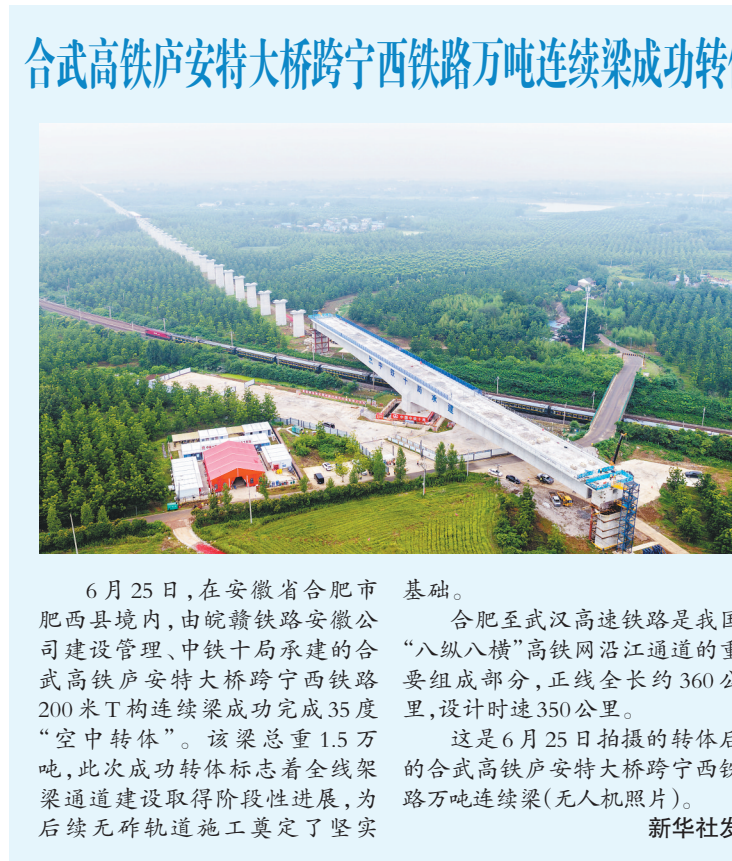 合武高铁庐安特大桥跨宁西铁路万吨连续梁成功转
6月25日，在安徽省合肥市
肥西县境内，由皖赣铁路安徽公
司建设管理、中铁十局承建的合
武高铁庐安特大桥跨宁西铁路
200米T构连续梁成功完成35度
“空中转体”。该梁总重1.5万
吨，此次成功转体标志着全线架
梁通道建设取得阶段性进展，为
后续无砟轨道施工奠定了坚实
基础。
合肥至武汉高速铁路是我国
“八纵八横”高铁网沿江通道的重
要组成部分，正线全长约360公
里，设计时速350公里。
这是6月25日拍摄的转体后
的合武高铁庐安特大桥跨宁西铁
路万吨连续梁（无人机照片）。
新华社发